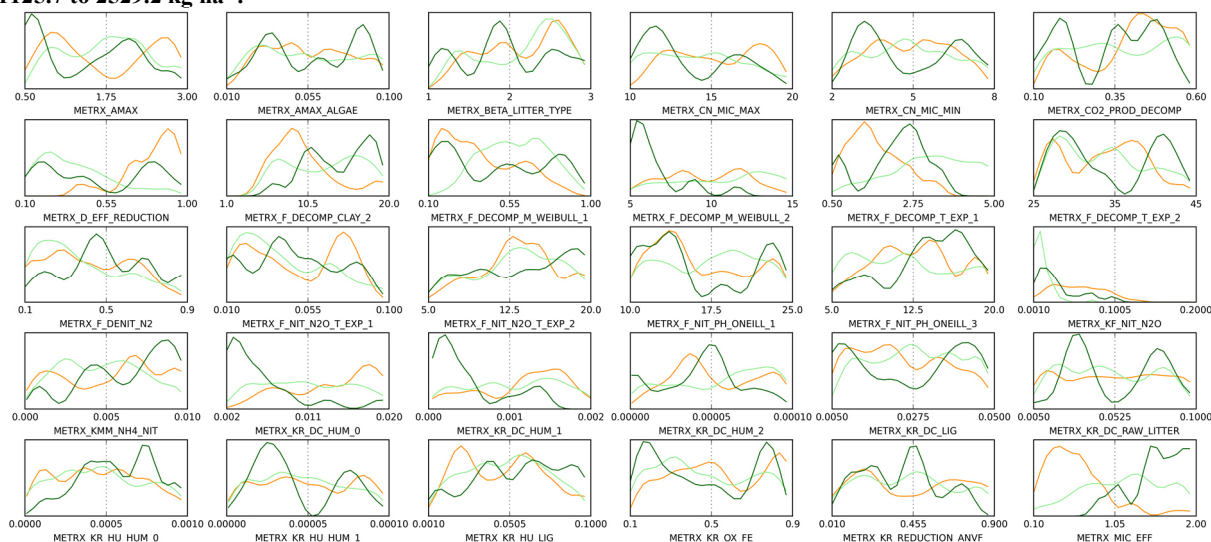 1125.7 to 2529.2 kg ha⁻¹.
0.50 1.75 3.00 0.010 0.055 0.100 1 2 3 10 15 20 2 5 8 0.10 0.35 0.60
METRX_AMAX METRX_AMAX_ALGAE METRX_BETA_LITTER_TYPE METRX_CN_MIC_MAX METRX_CN_MIC_MIN METRX_CO2_PROD_DECOMP
0.10 0.55 1.00 1.0 10.5 20.0 0.10 0.55 1.00 5 10 15 0.50 2.75 5.00 25 35 45
METRX_D_EFF_REDUCTION METRX_F_DECOMP_CLAY_2 METRX_F_DECOMP_M_WEIBULL_1 METRX_F_DECOMP_M_WEIBULL_2 METRX_F_DECOMP_T_EXP_1 METRX_F_DECOMP_T_EXP_2
0.1 0.5 0.9 0.010 0.055 0.100 5.0 12.5 20.0 10.0 17.5 25.0 5.0 12.5 20.0 0.0010 0.1005 0.2000
METRX_F_DENIT_N2 METRX_F_NIT_N2O_T_EXP_1 METRX_F_NIT_N2O_T_EXP_2 METRX_F_NIT_PH_ONEILL_1 METRX_F_NIT_PH_ONEILL_3 METRX_KF_NIT_N2O
0.000 0.005 0.010 0.002 0.011 0.020 0.000 0.001 0.002 0.00000 0.00005 0.00010 0.0050 0.0275 0.0500 0.0050 0.0525 0.1000
METRX_KMM_NH4_NIT METRX_KR_DC_HUM_0 METRX_KR_DC_HUM_1 METRX_KR_DC_HUM_2 METRX_KR_DC_LIG METRX_KR_DC_RAW_LITTER
0.0000 0.0005 0.0010 0.00000 0.00005 0.00010 0.0010 0.0505 0.1000 0.1 0.5 0.9 0.010 0.455 0.900 0.10 1.05 2.00
METRX_KR_HU_HUM_0 METRX_KR_HU_HUM_1 METRX_KR_HU_LIG METRX_KR_OX_FE METRX_KR_REDUCTION_ANVF METRX_MIC_EFF